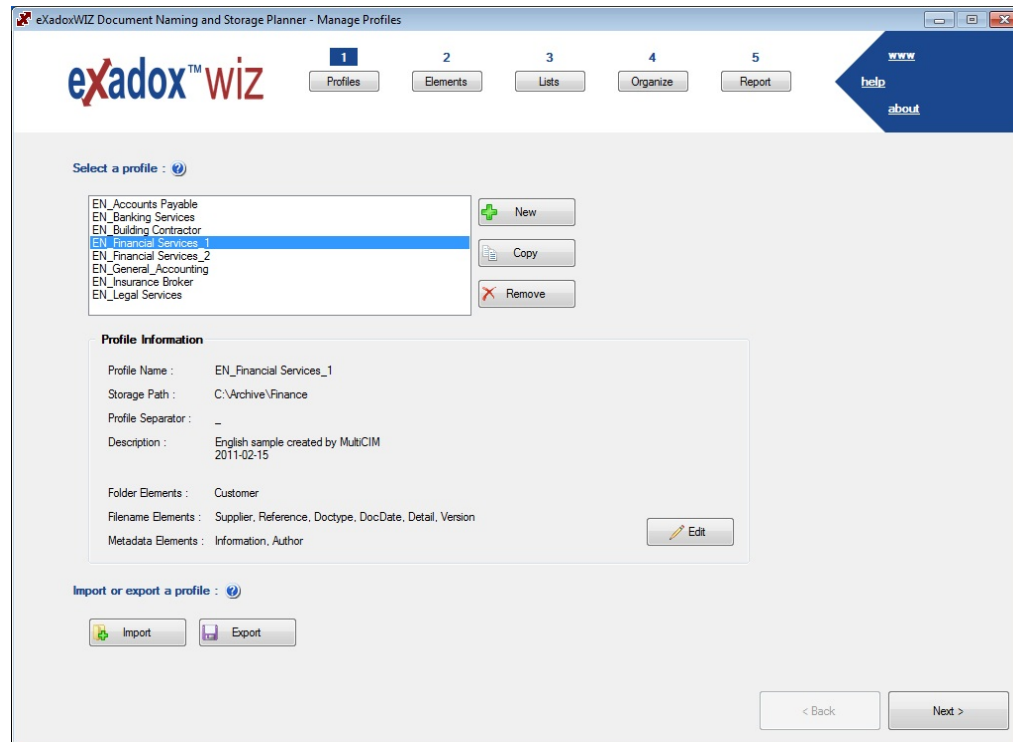 eXadoxWIZ Document Naming and Storage Planner - Manage Profiles
eXadox™wiz
1 2 3 4 5
Profiles Elements Lists Organize Report
www
help
about
Select a profile : ?
EN_Accounts Payable
EN_Banking Services
EN_Building Contractor
EN_Financial Services_1
EN_Financial Services_2
EN_General_Accounting
EN_Insurance Broker
EN_Legal Services
New
Copy
Remove
Profile Information
Profile Name : EN_Financial Services_1
Storage Path : C:\Archive\Finance
Profile Separator : _
Description : English sample created by MultiCIM
2011-02-15
Folder Elements : Customer
Filename Elements : Supplier, Reference, Doctype, DocDate, Detail, Version
Metadata Elements : Information, Author
Edit
Import or export a profile : ?
Import Export
< Back Next >